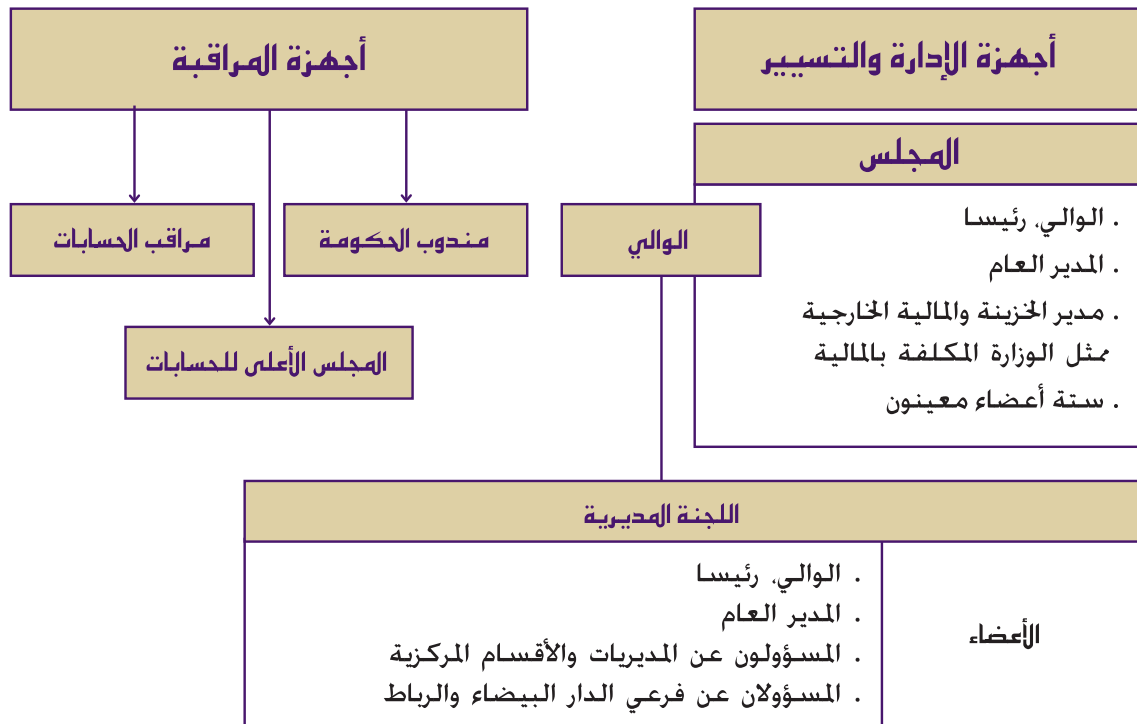 أجهزة الإدارة والتسيير
المجلس
. الوالي، رئيسا
. المدير العام
. مدير الخزينة والمالية الخارجية
ممثل الوزارة المكلفة بالمالية
. ستة أعضاء معينون
الوالي
أجهزة المراقبة
مندوب الحكومة
مراقب الحسابات
المجلس الأعلى للحسابات
اللجنة المديرية
الأعضاء
. الوالي، رئيسا
. المدير العام
. المسؤولون عن المديريات والأقسام المركزية
. المسؤولان عن فرعي الدار البيضاء والرباط